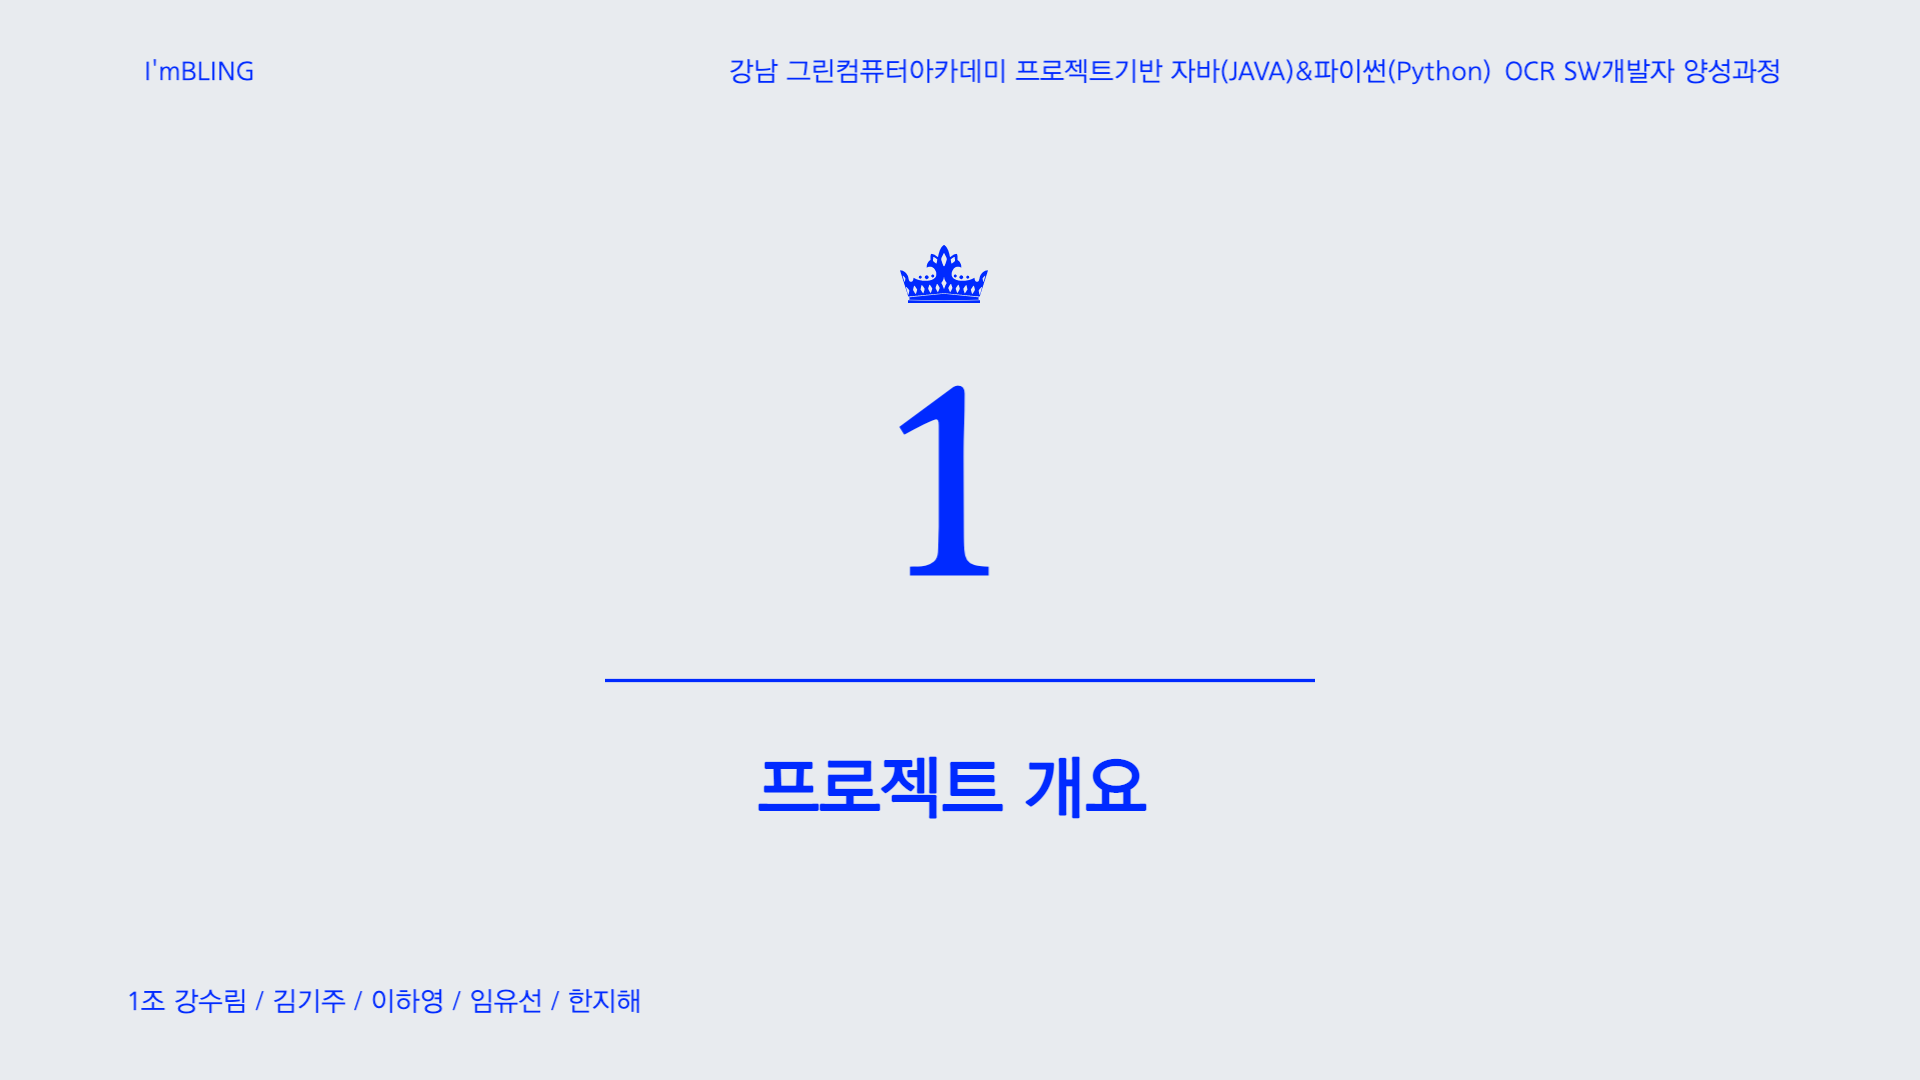 I'mBLING
강남 그린컴퓨터아카데미 프로젝트기반 자바(JAVA)&파이썬(Python) OCR SW개발자 양성과정
1
프로젝트 개요
1조 강수림 / 김기주 / 이하영 / 임유선 / 한지해